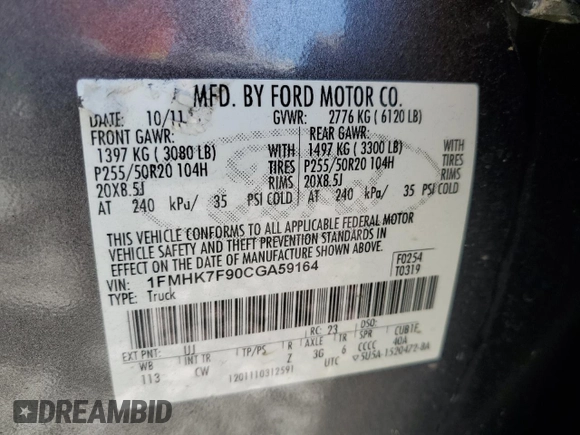 MFD. BY FORD MOTOR CO.
DATE: 10/11 GVWR: 2776 KG ( 6120 LB)
FRONT GAWR: REAR GAWR:
1397 KG ( 3080 LB) WITH 1497 KG ( 3300 LB) WITH
P255/50R20 104H TIRES P255/50R20 104H TIRES
20X8.5J RIMS 20X8.5J RIMS
AT 240 kPa/ 35 PSI COLD AT 240 kPa/ 35 PSI COLD
THIS VEHICLE CONFORMS TO ALL APPLICABLE FEDERAL MOTOR
VEHICLE SAFETY AND THEFT PREVENTION STANDARDS IN
EFFECT ON THE DATE OF MANUFACTURE SHOWN ABOVE.
VIN: 1FMHK7F90CGA59164 F0254
TYPE: Truck T0319
RC: 23 DSO:
EXT PNT: UJ
WB INT TR TP/PS R AXLE TR SPR CUBIE
113 CW Z 3G 6 CCCC 40A
UTC
DREAMBID